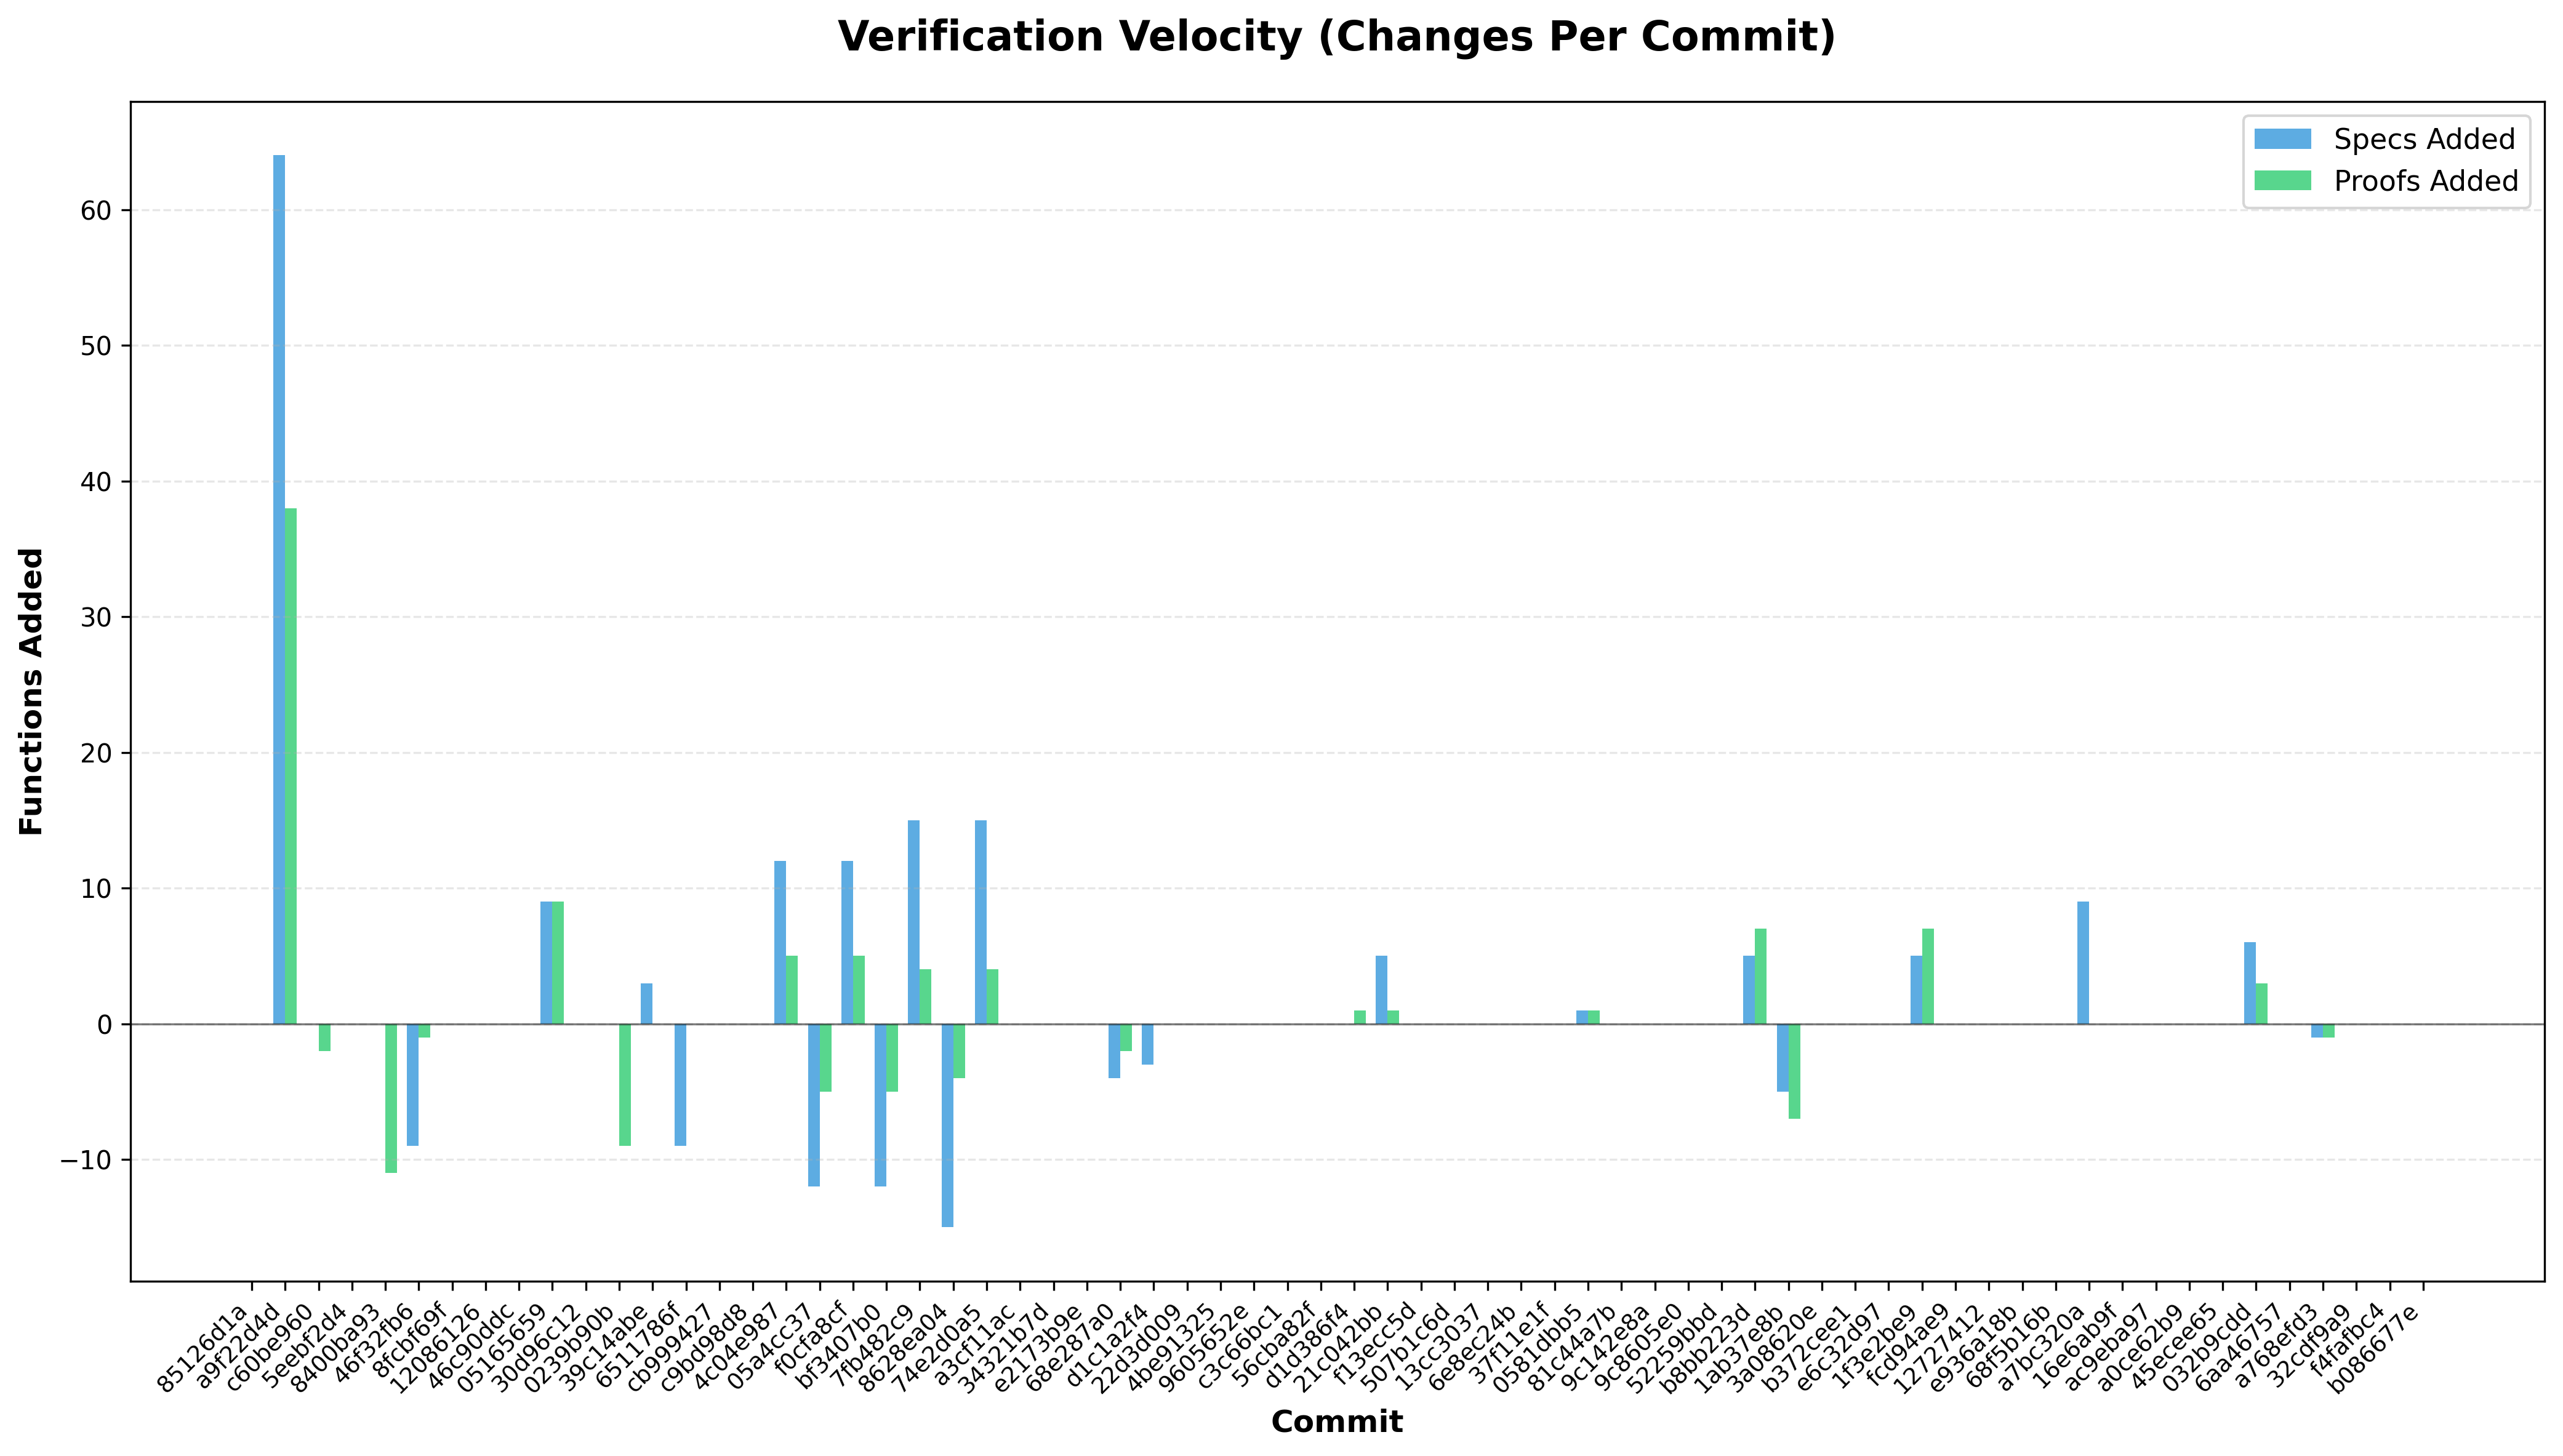 Verification Velocity (Changes Per Commit)
Specs Added
Proofs Added
Functions Added
60
50
40
30
20
10
0
−10
85126d1a
a9f22d4d
c60be960
5eebf2d4
8400ba93
46f32fb6
8fcbf69f
12086126
46c90ddc
05165659
30d96c12
0239b90b
39c14abe
6511786f
cb999427
c9bd98d8
4c04e987
05a4cc37
f0cfa8cf
bf3407b0
7fb482c9
8628ea04
74e2d0a5
a3cf11ac
34321b7d
e2173b9e
68e287a0
d1c1a2f4
22d3d009
4be91325
9605652e
c3c66bc1
56cba82f
d1d386f4
21c042bb
f13ecc5d
507b1c6d
13cc3037
6e8ec24b
37f11e1f
0581dbb5
81c44a7b
9c142e8a
9c8605e0
52259bbd
b8bb223d
1ab37e8b
3a08620e
b372cee1
e6c32d97
1f3e2be9
fcd94ae9
12727412
e936a18b
68f5b16b
a7bc320a
16e6ab9f
ac9eba97
a0ce62b9
45ecee65
032b9cdd
6aa46757
a768efd3
32cdf9a9
f4fafbc4
b086677e
Commit